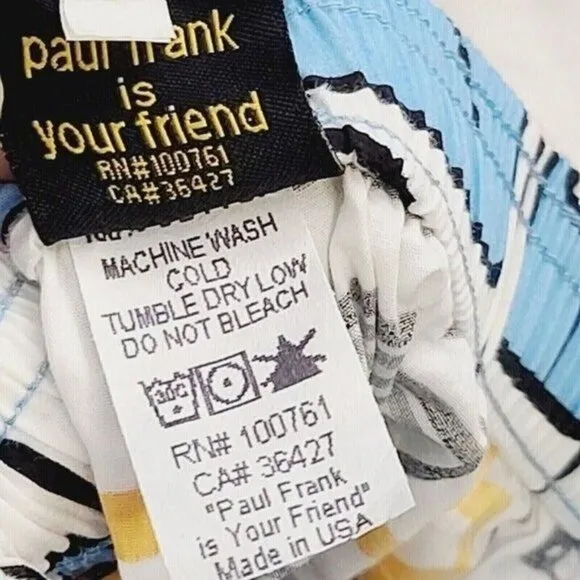 paul frank
is
your friend
RN#100761
CA#36427
MACHINE WASH
COLD
TUMBLE DRY LOW
DO NOT BLEACH
30C
RN# 100761
CA# 36427
"Paul Frank
is Your Friend"
Made in USA